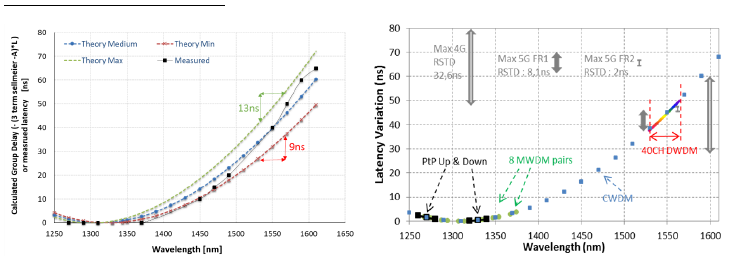 Calculated Group Delay (- (3 term sellmeier -A)*L )
or measrued latency [ns]
80
70
60
50
40
30
20
10
0
Theory Medium
Theory Min
Theory Max
Measured
13ns
9ns
1250 1300 1350 1400 1450 1500 1550 1600 1650
Wavelength [nm]
Latency Variation (ns)
80
70
60
50
40
30
20
10
0
Max 4G
RSTD
32,6ns
Max 5G FR1
RSTD : 8,1ns
Max 5G FR2
RSTD : 2ns
40CH DWDM
PtP Up & Down
8 MWDM pairs
CWDM
1250 1300 1350 1400 1450 1500 1550 1600
Wavelength (nm)